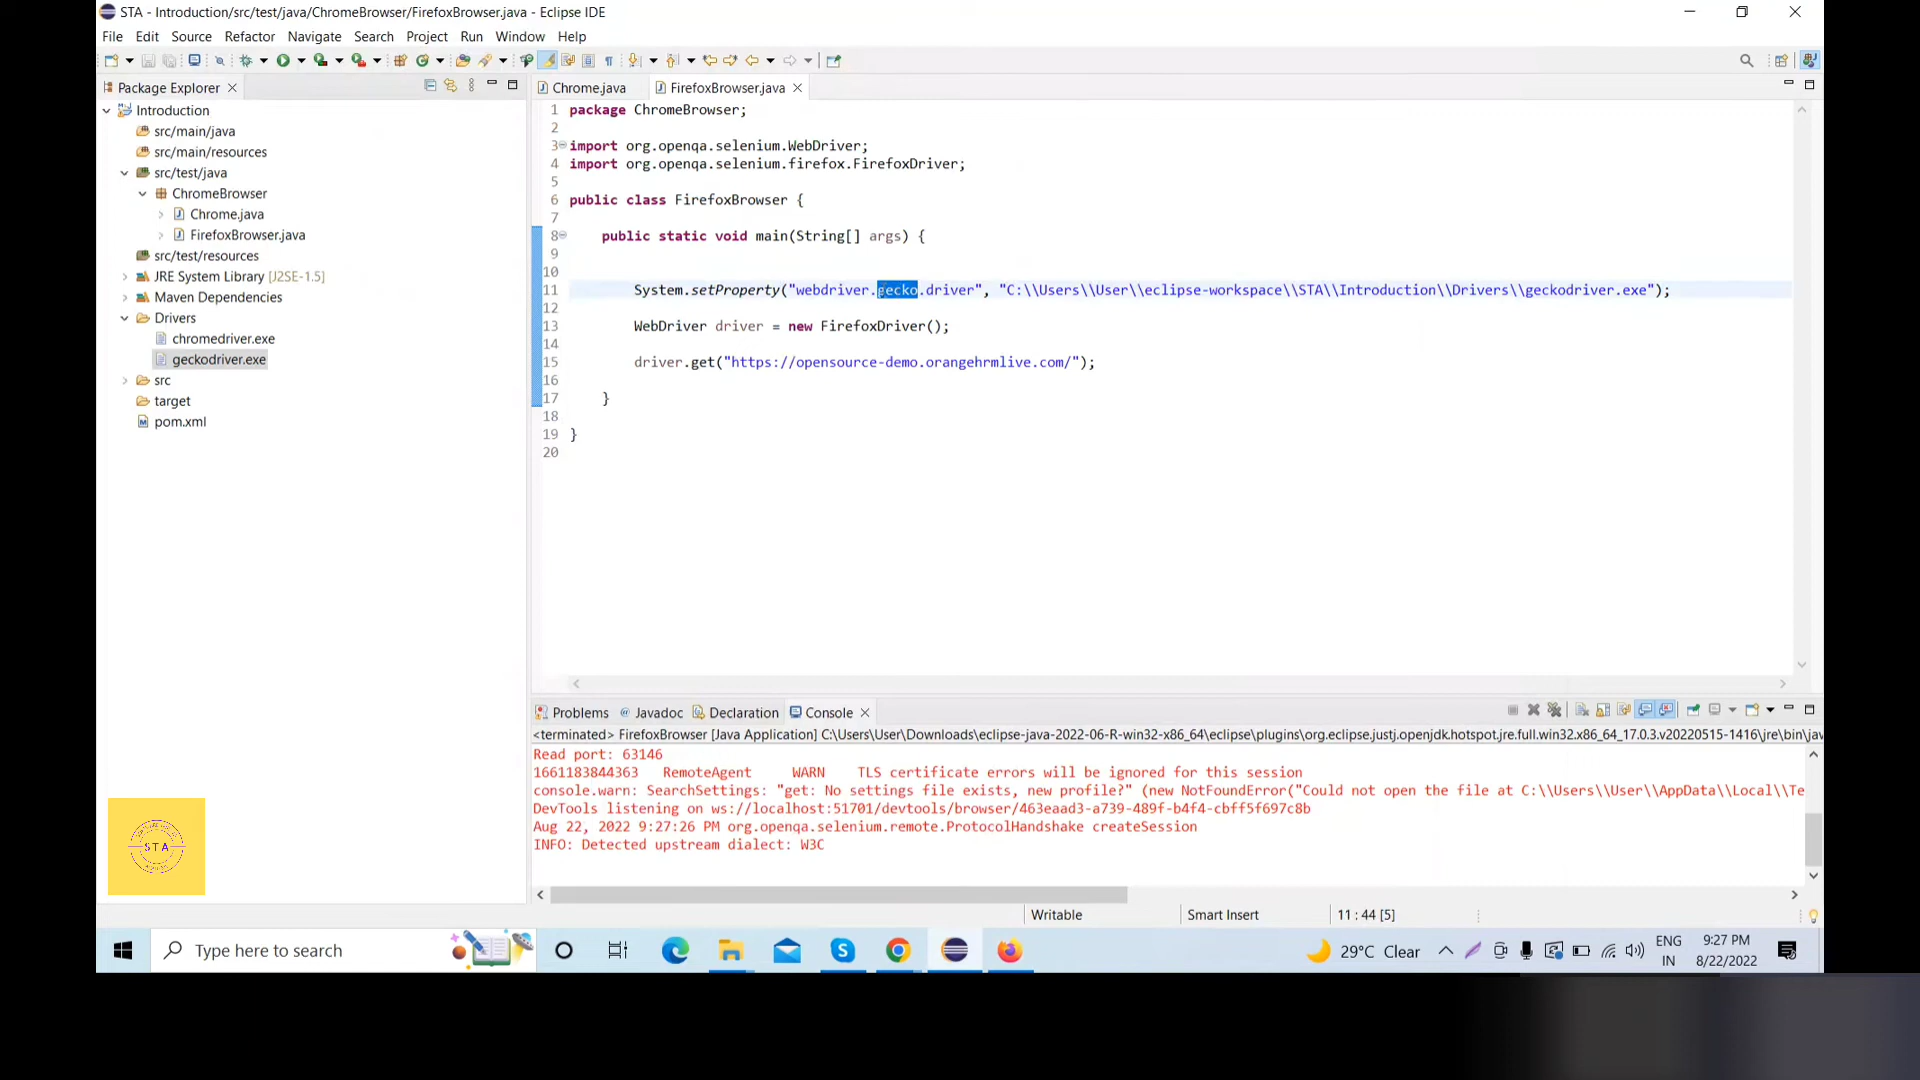 STA - Introduction/src/test/java/ChromeBrowser/FirefoxBrowser.java - Eclipse IDE
File Edit Source Refactor Navigate Search Project Run Window Help
Package Explorer
Chrome.java FirefoxBrowser.java
Introduction
src/main/java
src/main/resources
src/test/java
ChromeBrowser
Chrome.java
FirefoxBrowser.java
src/test/resources
JRE System Library [J2SE-1.5]
Maven Dependencies
Drivers
chromedriver.exe
geckodriver.exe
src
target
pom.xml
1 package ChromeBrowser;
2
3 import org.openqa.selenium.WebDriver;
4 import org.openqa.selenium.firefox.FirefoxDriver;
5
6 public class FirefoxBrowser {
7
8 public static void main(String[] args) {
9
10
11 System.setProperty("webdriver.gecko.driver", "C:\\Users\\User\\eclipse-workspace\\STA\\Introduction\\Drivers\\geckodriver.exe");
12
13 WebDriver driver = new FirefoxDriver();
14
15 driver.get("https://opensource-demo.orangehrmlive.com/");
16
17 }
18
19 }
20
Problems Javadoc Declaration Console
<terminated> FirefoxBrowser [Java Application] C:\Users\User\Downloads\eclipse-java-2022-06-R-win32-x86_64\eclipse\plugins\org.eclipse.justj.openjdk.hotspot.jre.full.win32.x86_64_17.0.3.v20220515-1416\jre\bin\jav
Read port: 63146
1661183844363 RemoteAgent WARN TLS certificate errors will be ignored for this session
console.warn: SearchSettings: "get: No settings file exists, new profile?" (new NotFoundError("Could not open the file at C:\\Users\\User\\AppData\\Local\\Te
DevTools listening on ws://localhost:51701/devtools/browser/463eaad3-a739-489f-b4f4-cbff5f697c8b
Aug 22, 2022 9:27:26 PM org.openqa.selenium.remote.ProtocolHandshake createSession
INFO: Detected upstream dialect: W3C
STA
Writable Smart Insert 11 : 44 [5]
Type here to search
29°C Clear
ENG
IN
9:27 PM
8/22/2022